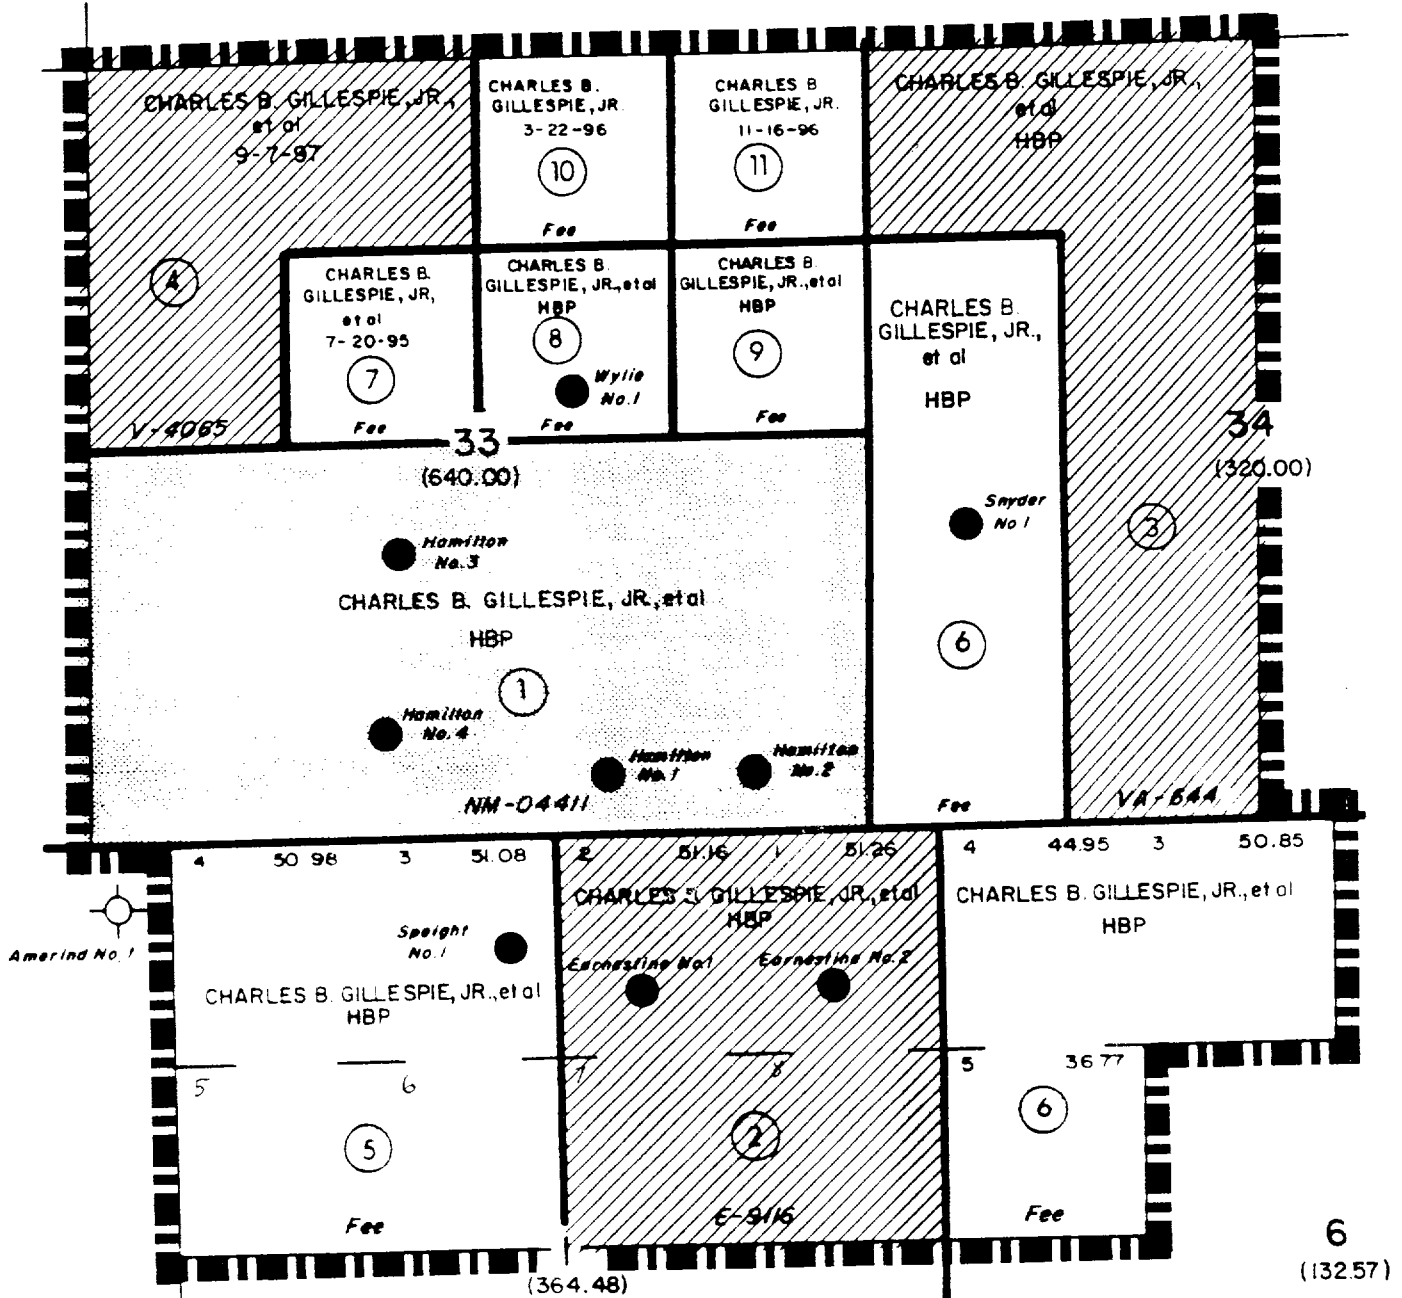 CHARLES B. GILLESPIE, JR.,
et al
9-7-97
4
V-4065
CHARLES B.
GILLESPIE, JR.
3-22-96
10
Fee
CHARLES B
GILLESPIE, JR.
11-16-96
11
Fee
CHARLES B. GILLESPIE, JR.,
et al
HBP
CHARLES B.
GILLESPIE, JR,
et al
7-20-95
7
Fee
CHARLES B.
GILLESPIE, JR., et al
HBP
8
Wylie
No. 1
Fee
CHARLES B.
GILLESPIE, JR., et al
HBP
9
Fee
CHARLES B.
GILLESPIE, JR.,
et al
HBP
Snyder
No 1
6
Fee
34
(320.00)
3
VA-644
33
(640.00)
Hamilton
No. 3
CHARLES B. GILLESPIE, JR., et al
HBP
1
Hamilton
No. 4
Hamilton
No. 1
Hamilton
No. 2
NM-04411
4 50 98 3 51.08
2 51.16 1 51.26
4 44.95 3 50.85
Amerind No. 1
Speight
No. 1
CHARLES B. GILLESPIE, JR., et al
HBP
5 6
5
Fee
CHARLES B. GILLESPIE, JR., et al
HBP
Earnestine No. 1 Earnestine No. 2
7 8
2
E-9116
CHARLES B. GILLESPIE, JR., et al
HBP
5 36 77
6
Fee
(364.48)
6
(132.57)